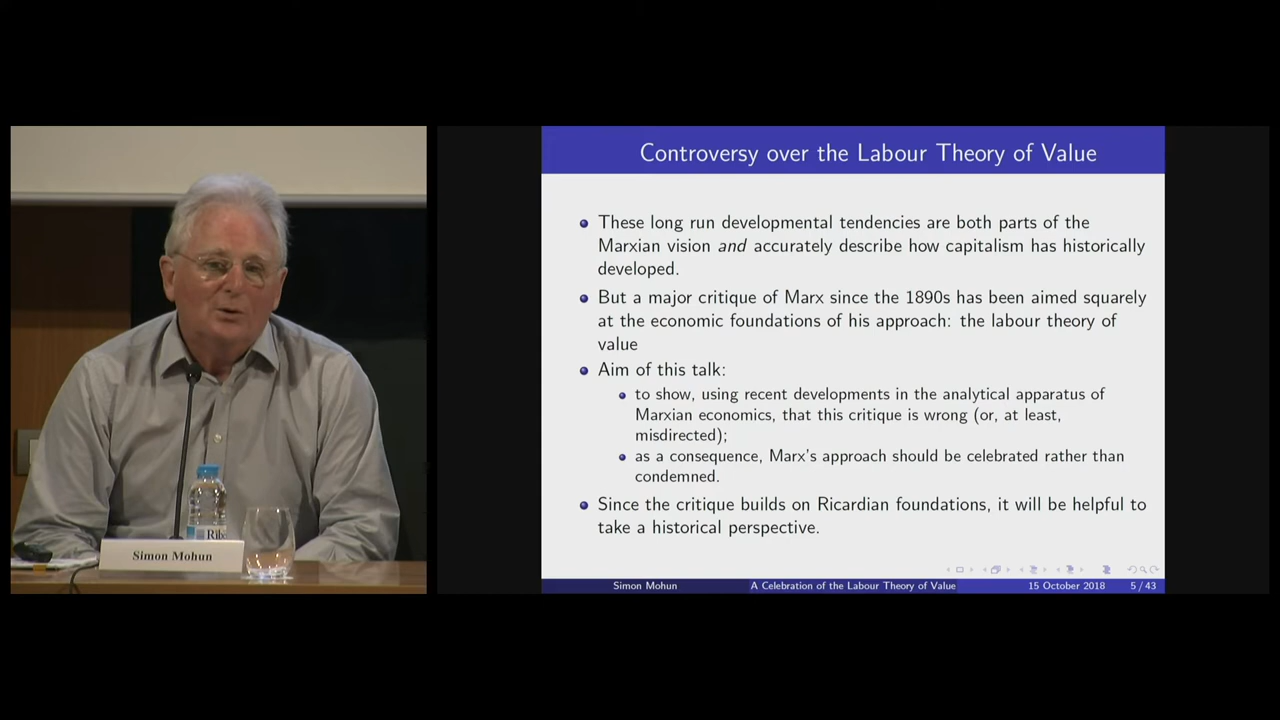 Controversy over the Labour Theory of Value
These long run developmental tendencies are both parts of the
Marxian vision and accurately describe how capitalism has historically
developed.
But a major critique of Marx since the 1890s has been aimed squarely
at the economic foundations of his approach: the labour theory of
value
Aim of this talk:
to show, using recent developments in the analytical apparatus of
Marxian economics, that this critique is wrong (or, at least,
misdirected);
as a consequence, Marx's approach should be celebrated rather than
condemned.
Since the critique builds on Ricardian foundations, it will be helpful to
take a historical perspective.
Simon Mohun
A Celebration of the Labour Theory of Value
15 October 2018
5 / 43
Rib
Simon Mohun